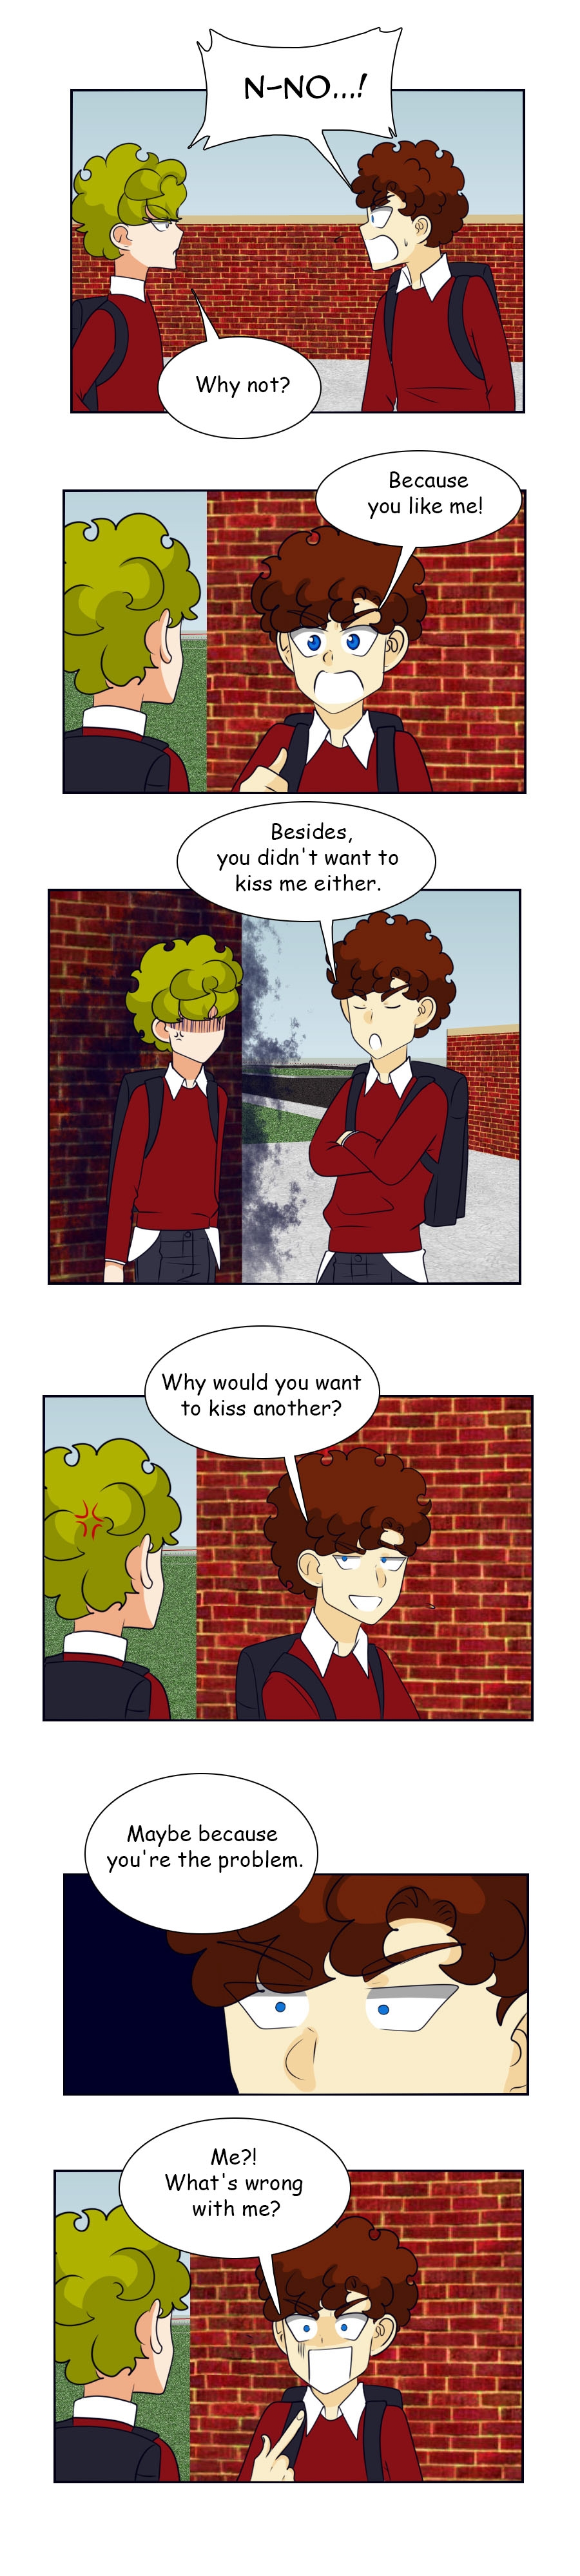 N-NO...!
Why not?
Because
you like me!
Besides,
you didn't want to
kiss me either.
Why would you want
to kiss another?
Maybe because
you're the problem.
Me?!
What's wrong
with me?